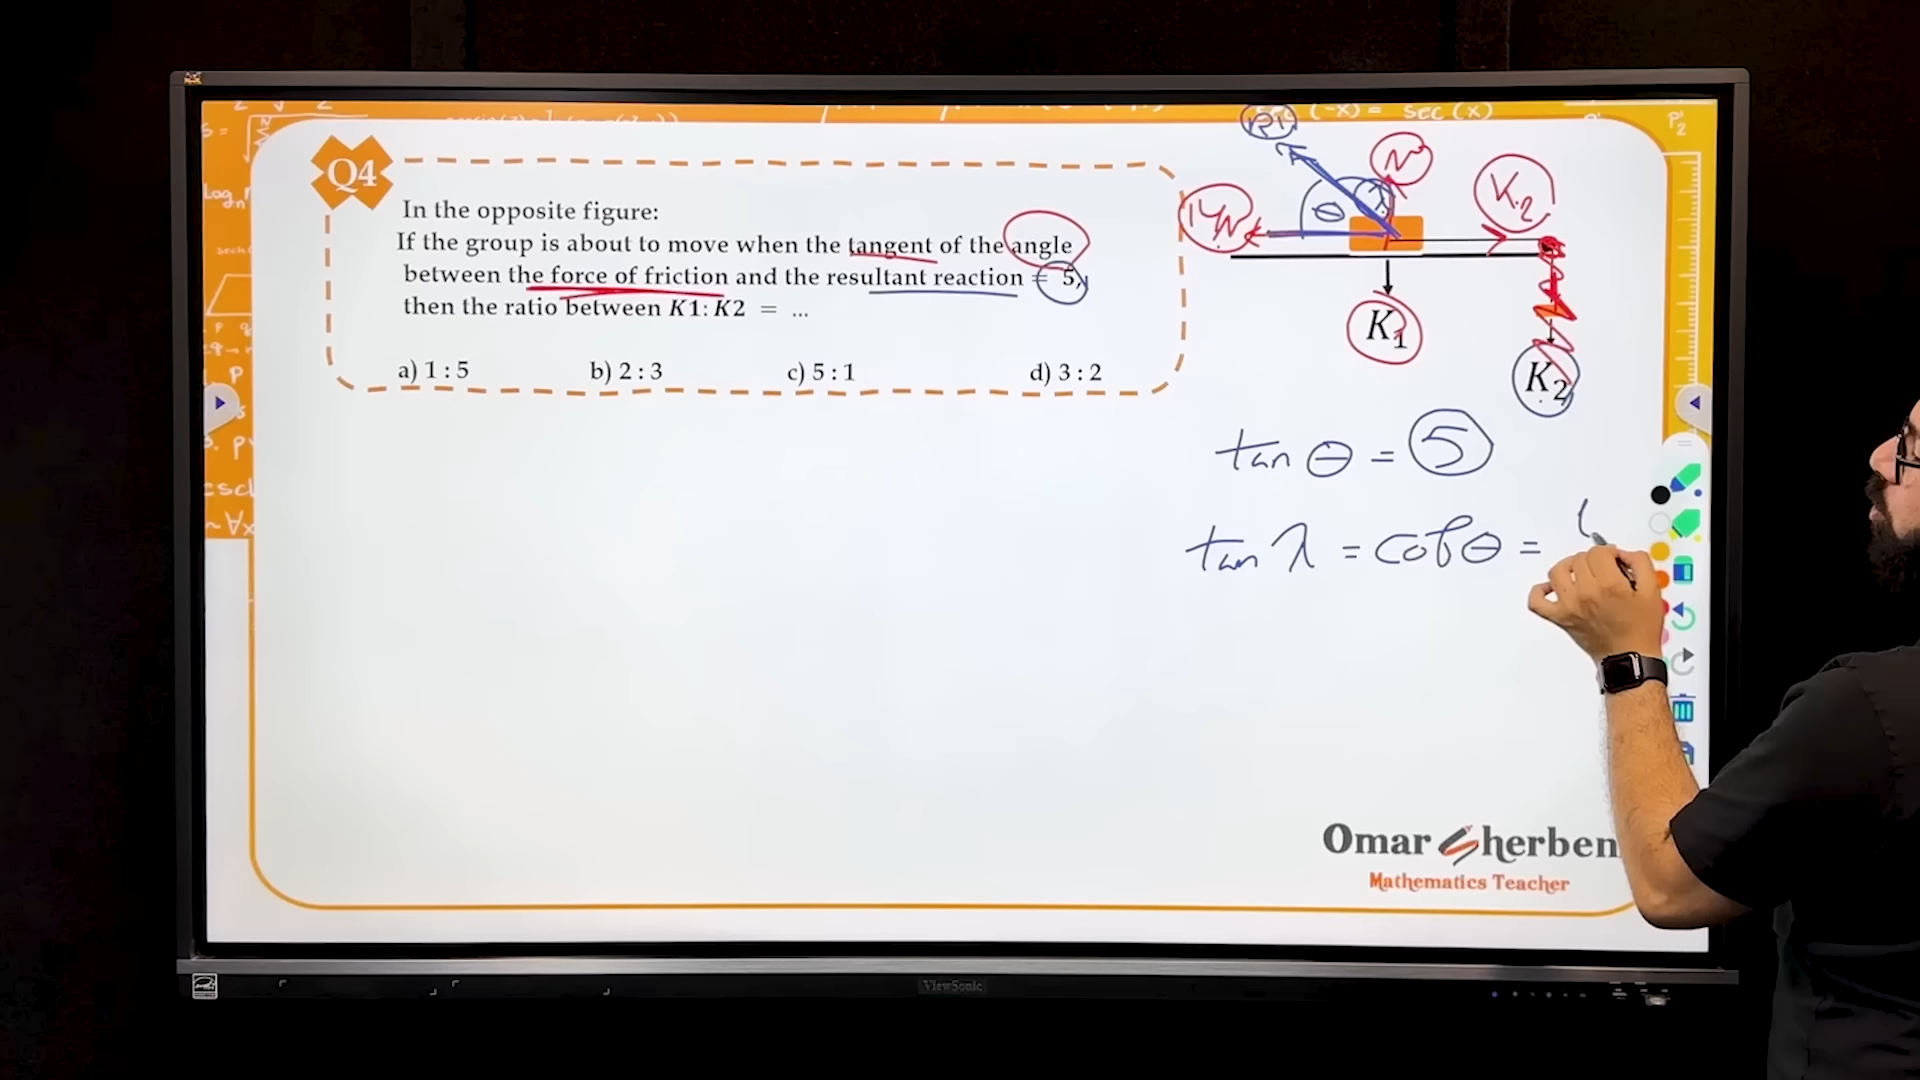 (-x) = sec (x)
Q4
In the opposite figure:
If the group is about to move when the tangent of the angle
between the force of friction and the resultant reaction = 5,
then the ratio between K1: K2 = ...
a) 1 : 5 b) 2 : 3 c) 5 : 1 d) 3 : 2
N
K2
μN
θ
λ
K1
K2
tan θ = 5
tan λ = cot θ =
Omar Sherben
Mathematics Teacher
ViewSonic